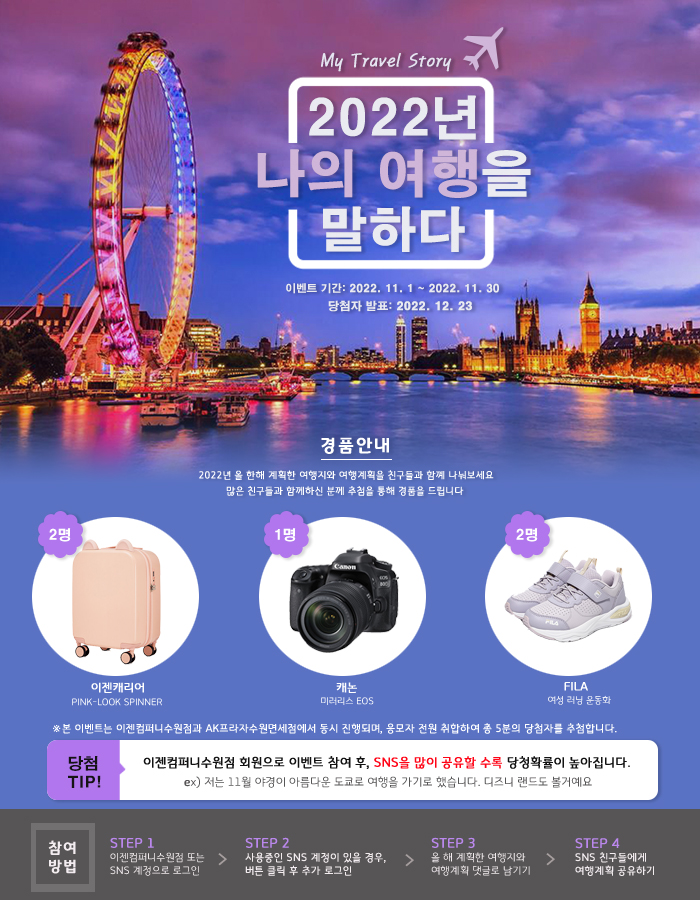 My Travel Story
2022년
나의 여행을
말하다
이벤트 기간: 2022. 11. 1 ~ 2022. 11. 30
당첨자 발표: 2022. 12. 23
경품안내
2022년 올 한해 계획한 여행지와 여행계획을 친구들과 함께 나눠보세요
많은 친구들과 함께하신 분께 추첨을 통해 경품을 드립니다
2명
1명
2명
Canon
EOS
80D
FILA
이젠캐리어
PINK-LOOK SPINNER
캐논
미러리스 EOS
FILA
여성 러닝 운동화
※본 이벤트는 이젠컴퍼니수원점과 AK프라자수원면세점에서 동시 진행되며, 응모자 전원 취합하여 총 5분의 당첨자를 추첨합니다.
당첨
TIP!
이젠컴퍼니수원점 회원으로 이벤트 참여 후, SNS을 많이 공유할 수록 당청확률이 높아집니다.
ex) 저는 11월 야경이 아름다운 도쿄로 여행을 가기로 했습니다. 디즈니 랜드도 볼거예요
참여
방법
STEP 1
이젠컴퍼니수원점 또는
SNS 계정으로 로그인
STEP 2
사용중인 SNS 계정이 있을 경우,
버튼 클릭 후 추가 로그인
STEP 3
올 해 계획한 여행지와
여행계획 댓글로 남기기
STEP 4
SNS 친구들에게
여행계획 공유하기